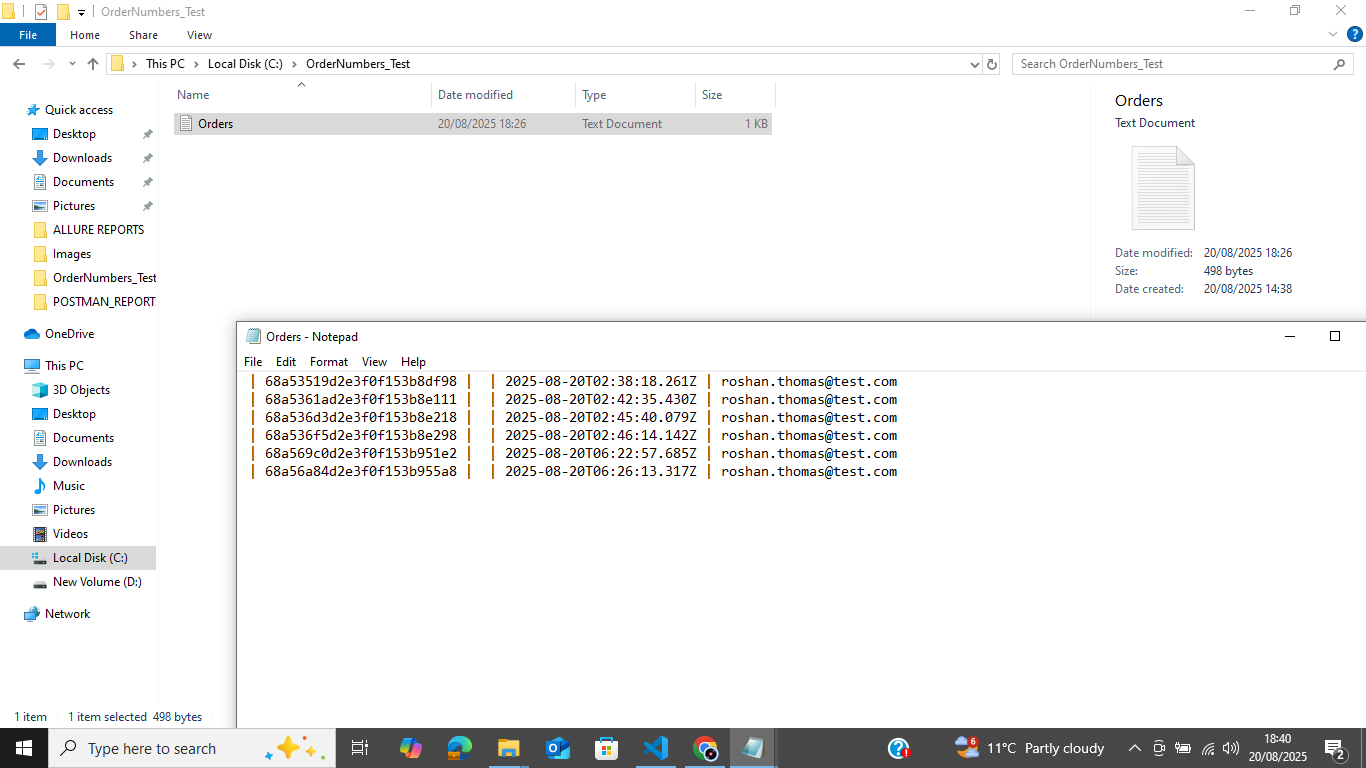 OrderNumbers_Test
File Home Share View
This PC Local Disk (C:) OrderNumbers_Test
Search OrderNumbers_Test
Name Date modified Type Size
Orders 20/08/2025 18:26 Text Document 1 KB
Quick access
Desktop
Downloads
Documents
Pictures
ALLURE REPORTS
Images
OrderNumbers_Test
POSTMAN_REPORT
OneDrive
This PC
3D Objects
Desktop
Documents
Downloads
Music
Pictures
Videos
Local Disk (C:)
New Volume (D:)
Network
Orders
Text Document
Date modified: 20/08/2025 18:26
Size: 498 bytes
Date created: 20/08/2025 14:38
Orders - Notepad
File Edit Format View Help
| 68a53519d2e3f0f153b8df98 | | 2025-08-20T02:38:18.261Z | roshan.thomas@test.com
| 68a5361ad2e3f0f153b8e111 | | 2025-08-20T02:42:35.430Z | roshan.thomas@test.com
| 68a536d3d2e3f0f153b8e218 | | 2025-08-20T02:45:40.079Z | roshan.thomas@test.com
| 68a536f5d2e3f0f153b8e298 | | 2025-08-20T02:46:14.142Z | roshan.thomas@test.com
| 68a569c0d2e3f0f153b951e2 | | 2025-08-20T06:22:57.685Z | roshan.thomas@test.com
| 68a56a84d2e3f0f153b955a8 | | 2025-08-20T06:26:13.317Z | roshan.thomas@test.com
1 item 1 item selected 498 bytes
Type here to search
6
11°C Partly cloudy
18:40
20/08/2025
2